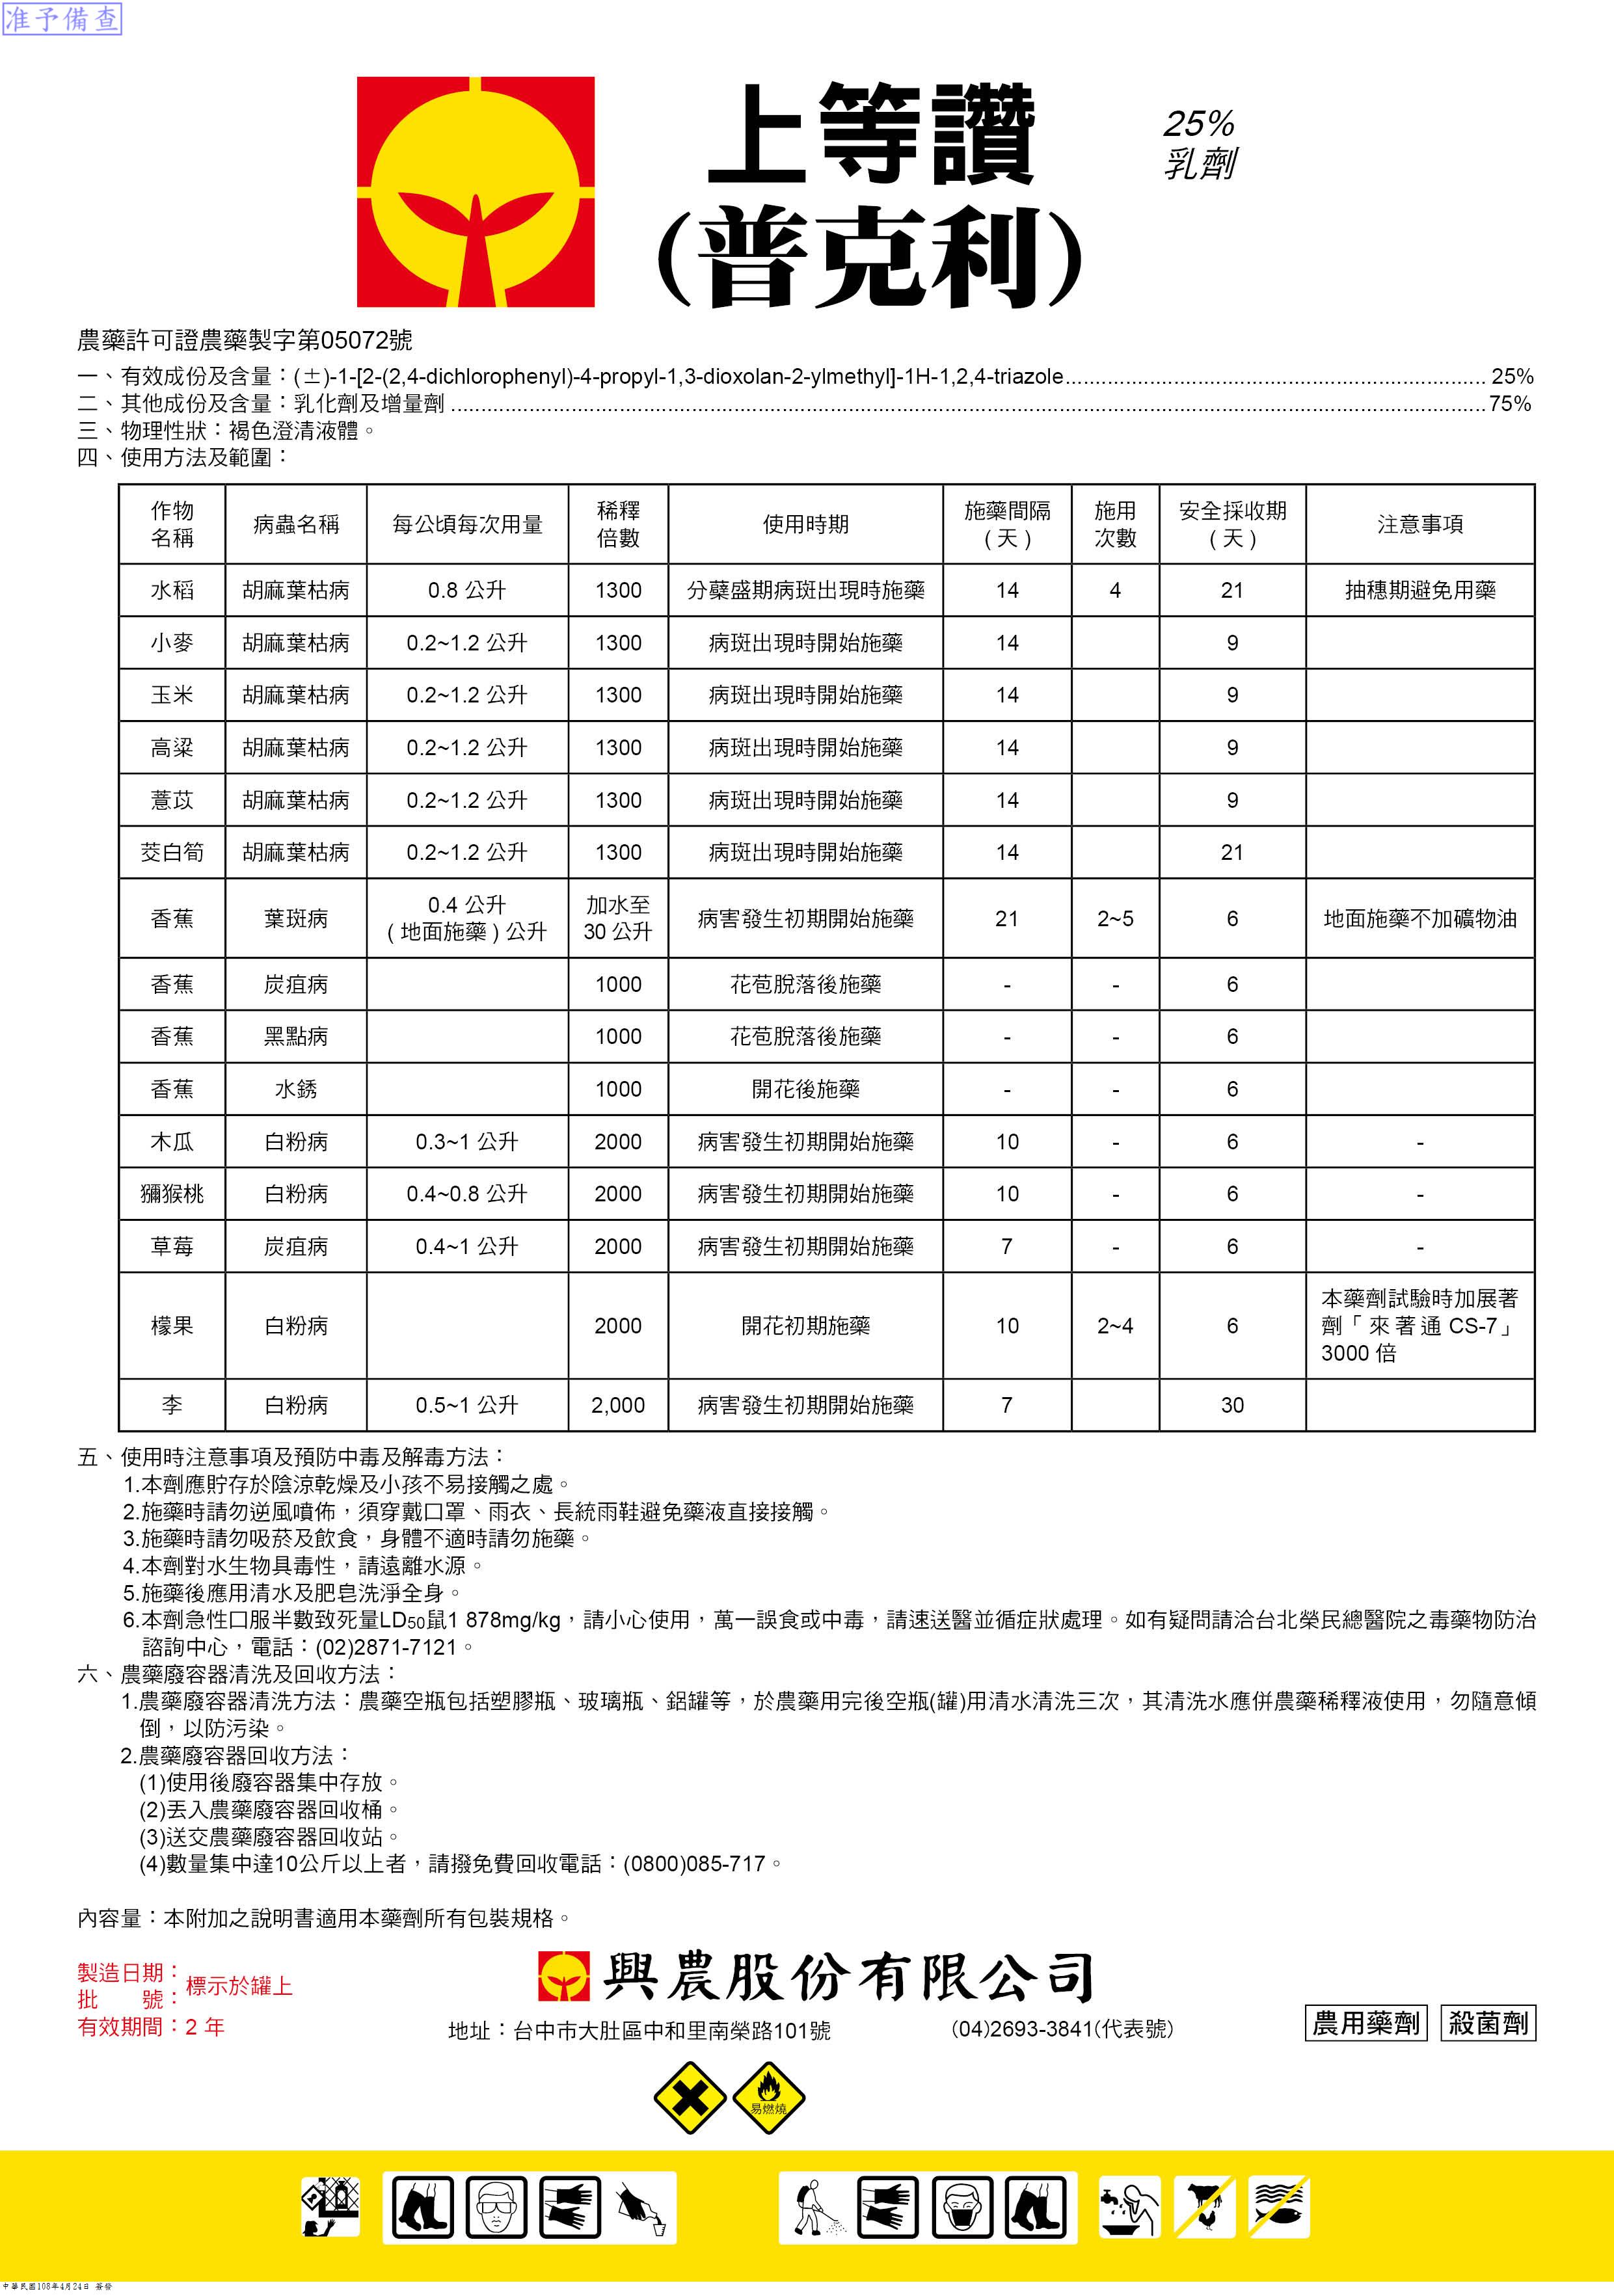 准予備查
上等讚
25%
乳劑
(普克利)
農藥許可證農藥製字第05072號
一、有效成份及含量：(±)-1-[2-(2,4-dichlorophenyl)-4-propyl-1,3-dioxolan-2-ylmethyl]-1H-1,2,4-triazole...................................................................... 25%
二、其他成份及含量：乳化劑及增量劑 ............................................................................................................................................................................75%
三、物理性狀：褐色澄清液體。
四、使用方法及範圍：
作物名稱 病蟲名稱 每公頃每次用量 稀釋倍數 使用時期 施藥間隔(天) 施用次數 安全採收期(天) 注意事項
水稻 胡麻葉枯病 0.8 公升 1300 分蘗盛期病斑出現時施藥 14 4 21 抽穗期避免用藥
小麥 胡麻葉枯病 0.2~1.2 公升 1300 病斑出現時開始施藥 14 9
玉米 胡麻葉枯病 0.2~1.2 公升 1300 病斑出現時開始施藥 14 9
高粱 胡麻葉枯病 0.2~1.2 公升 1300 病斑出現時開始施藥 14 9
薏苡 胡麻葉枯病 0.2~1.2 公升 1300 病斑出現時開始施藥 14 9
茭白筍 胡麻葉枯病 0.2~1.2 公升 1300 病斑出現時開始施藥 14 21
香蕉 葉斑病 0.4 公升(地面施藥)公升 加水至30 公升 病害發生初期開始施藥 21 2~5 6 地面施藥不加礦物油
香蕉 炭疽病 1000 花苞脫落後施藥 - - 6
香蕉 黑點病 1000 花苞脫落後施藥 - - 6
香蕉 水銹 1000 開花後施藥 - - 6
木瓜 白粉病 0.3~1 公升 2000 病害發生初期開始施藥 10 - 6 -
獼猴桃 白粉病 0.4~0.8 公升 2000 病害發生初期開始施藥 10 - 6 -
草莓 炭疽病 0.4~1 公升 2000 病害發生初期開始施藥 7 - 6 -
檬果 白粉病 2000 開花初期施藥 10 2~4 6 本藥劑試驗時加展著劑「來著通 CS-7」3000 倍
李 白粉病 0.5~1 公升 2,000 病害發生初期開始施藥 7 30
五、使用時注意事項及預防中毒及解毒方法：
1.本劑應貯存於陰涼乾燥及小孩不易接觸之處。
2.施藥時請勿逆風噴佈，須穿戴口罩、雨衣、長統雨鞋避免藥液直接接觸。
3.施藥時請勿吸菸及飲食，身體不適時請勿施藥。
4.本劑對水生物具毒性，請遠離水源。
5.施藥後應用清水及肥皂洗淨全身。
6.本劑急性口服半數致死量LD50鼠1 878mg/kg，請小心使用，萬一誤食或中毒，請速送醫並循症狀處理。如有疑問請洽台北榮民總醫院之毒藥物防治
諮詢中心，電話：(02)2871-7121。
六、農藥廢容器清洗及回收方法：
1.農藥廢容器清洗方法：農藥空瓶包括塑膠瓶、玻璃瓶、鋁罐等，於農藥用完後空瓶(罐)用清水清洗三次，其清洗水應併農藥稀釋液使用，勿隨意傾
倒，以防污染。
2.農藥廢容器回收方法：
(1)使用後廢容器集中存放。
(2)丟入農藥廢容器回收桶。
(3)送交農藥廢容器回收站。
(4)數量集中達10公斤以上者，請撥免費回收電話：(0800)085-717。
內容量：本附加之說明書適用本藥劑所有包裝規格。
製造日期：
標示於罐上
批　　號：
有效期間：2 年
興農股份有限公司
地址：台中市大肚區中和里南榮路101號
(04)2693-3841(代表號)
農用藥劑
殺菌劑
易燃燒
中華民國108年4月24日 簽發